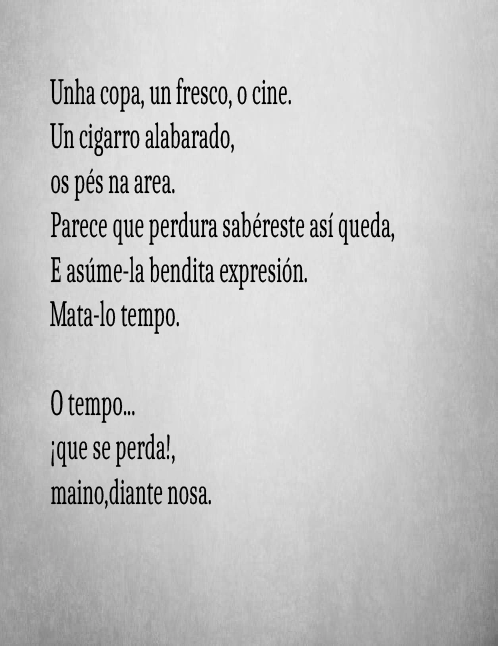 Unha copa, un fresco, o cine.
Un cigarro alabarado,
os pés na area.
Parece que perdura sabéreste así queda,
E asúme-la bendita expresión.
Mata-lo tempo.

O tempo...
¡que se perda!,
maino,diante nosa.